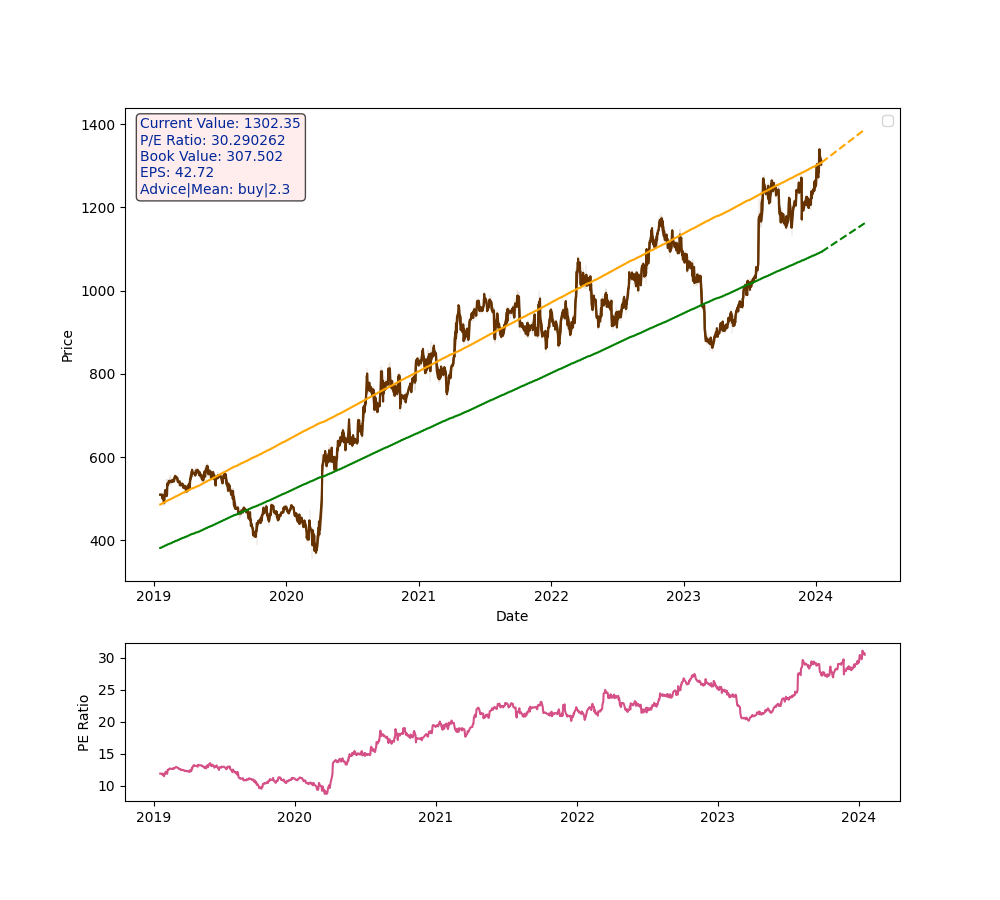 Current Value: 1302.35
P/E Ratio: 30.290262
Book Value: 307.502
EPS: 42.72
Advice|Mean: buy|2.3
1400
1200
1000
800
600
400
Price
2019 2020 2021 2022 2023 2024
Date
30
25
20
15
10
PE Ratio
2019 2020 2021 2022 2023 2024